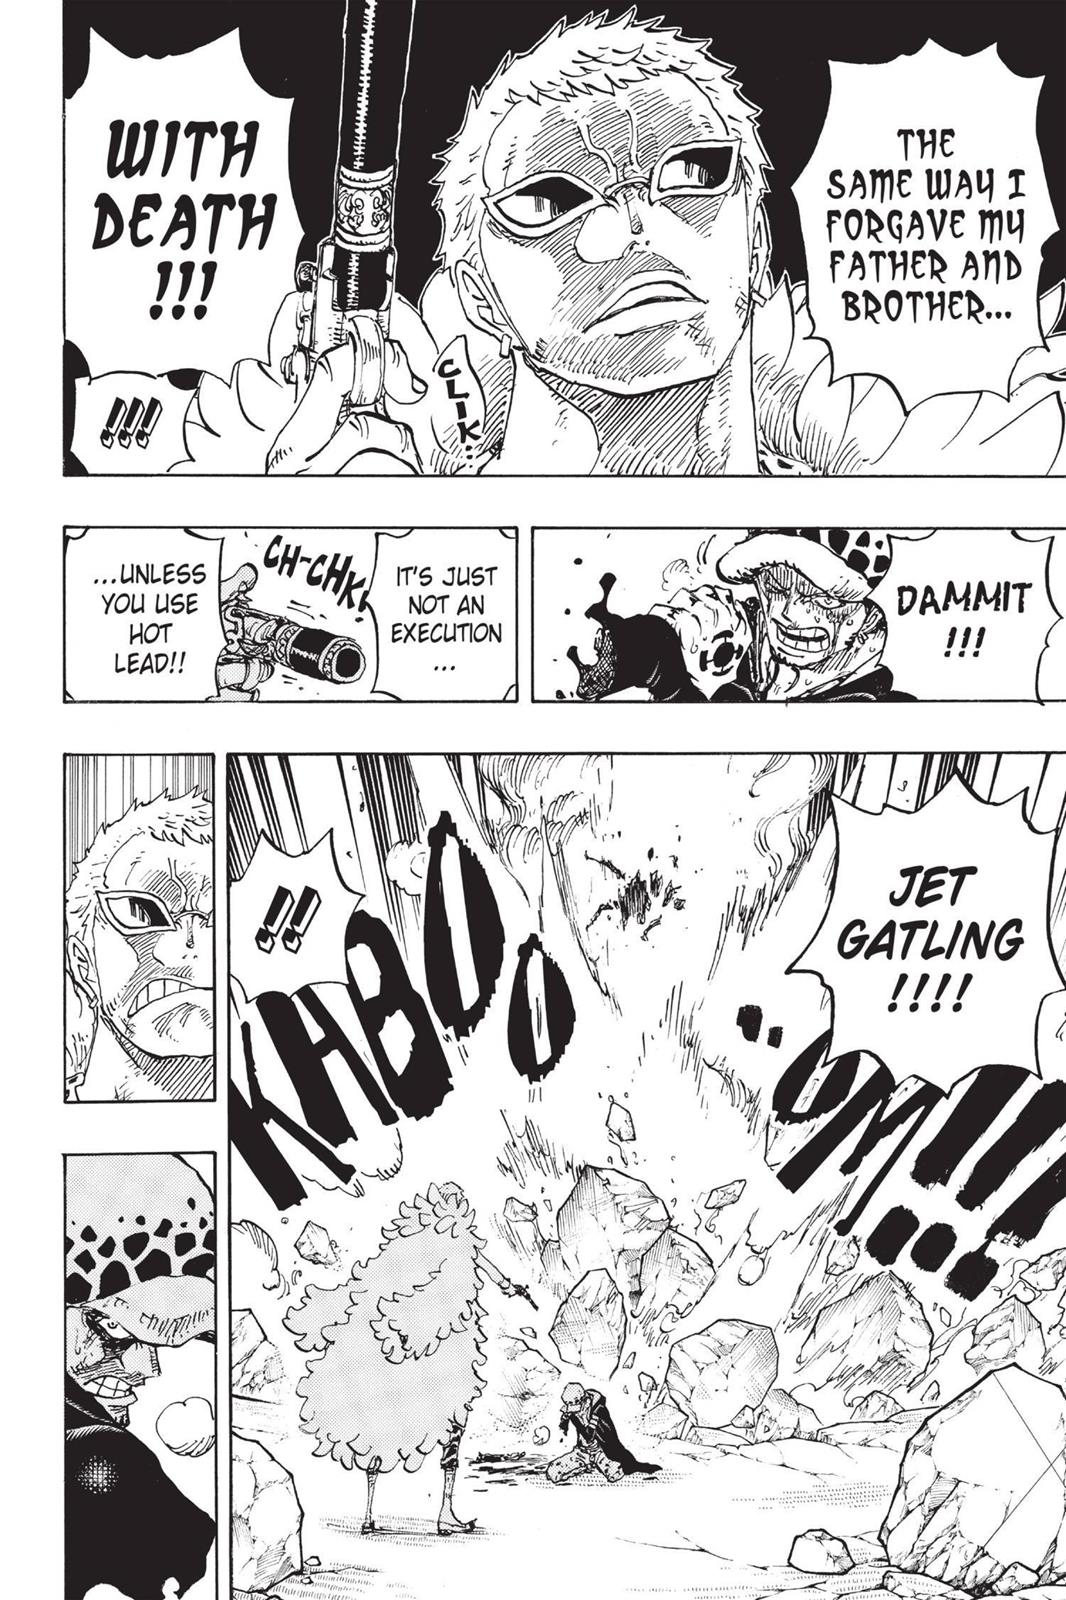 THE
SAME WAY I
FORGAVE MY
FATHER AND
BROTHER...
WITH
DEATH
!!!
CLIK...
!!!!
DAMMIT
!!!
IT'S JUST
NOT AN
EXECUTION
...
CH-CHK!
...UNLESS
YOU USE
HOT
LEAD!!
JET
GATLING
!!!!
KABOOOM!!!
!!